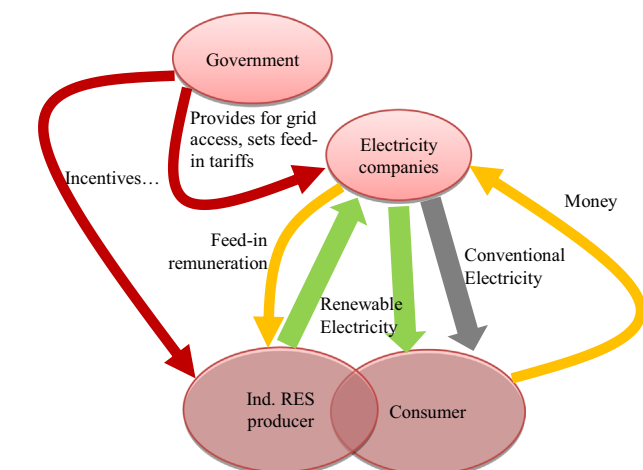 Government
Provides for grid
access, sets feed-
in tariffs
Electricity
companies
Incentives…
Money
Feed-in
remuneration
Conventional
Electricity
Renewable
Electricity
Ind. RES
producer
Consumer